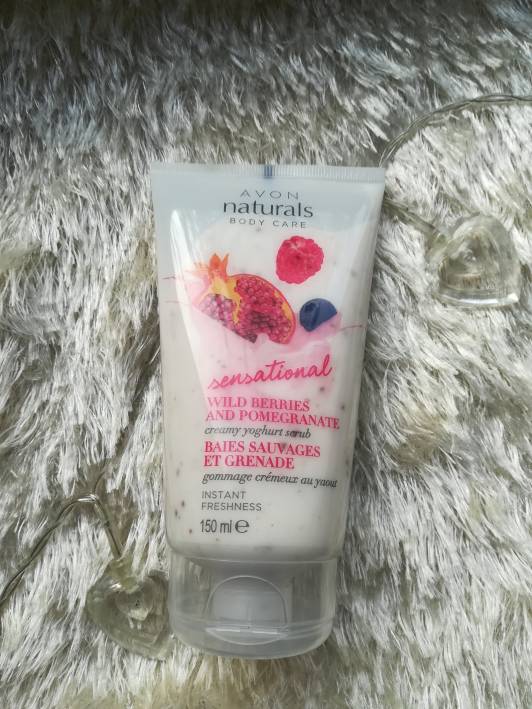 AVON
naturals
BODY CARE
sensational
WILD BERRIES
AND POMEGRANATE
creamy yoghurt scrub
BAIES SAUVAGES
ET GRENADE
gommage crémeux au yaourt
INSTANT
FRESHNESS
150 ml e